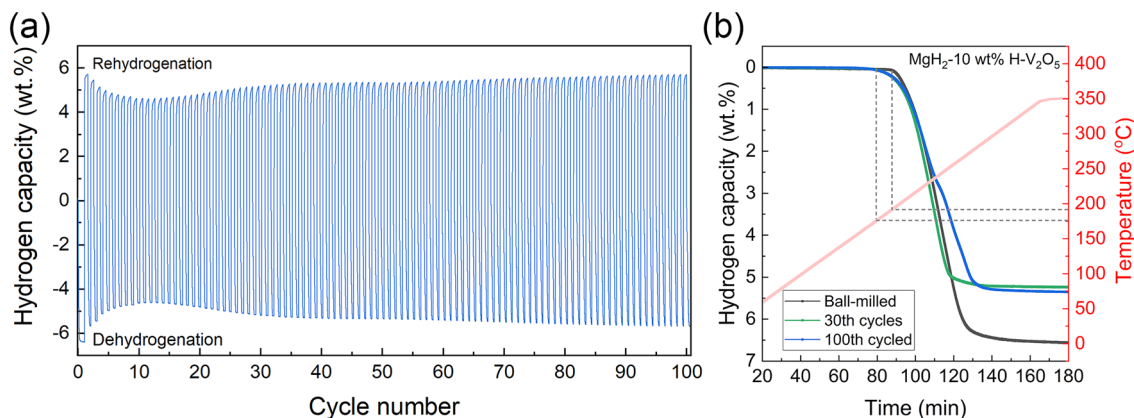 (a)
Hydrogen capacity (wt.%)
6
4
2
0
-2
-4
-6
Rehydrogenation
Dehydrogenation
0 10 20 30 40 50 60 70 80 90 100
Cycle number
(b)
Hydrogen capacity (wt.%)
0
1
2
3
4
5
6
7
MgH₂-10 wt% H-V₂O₅
Ball-milled
30th cycles
100th cycled
20 40 60 80 100 120 140 160 180
Time (min)
400
350
300
250
200
150
100
50
0
Temperature (°C)